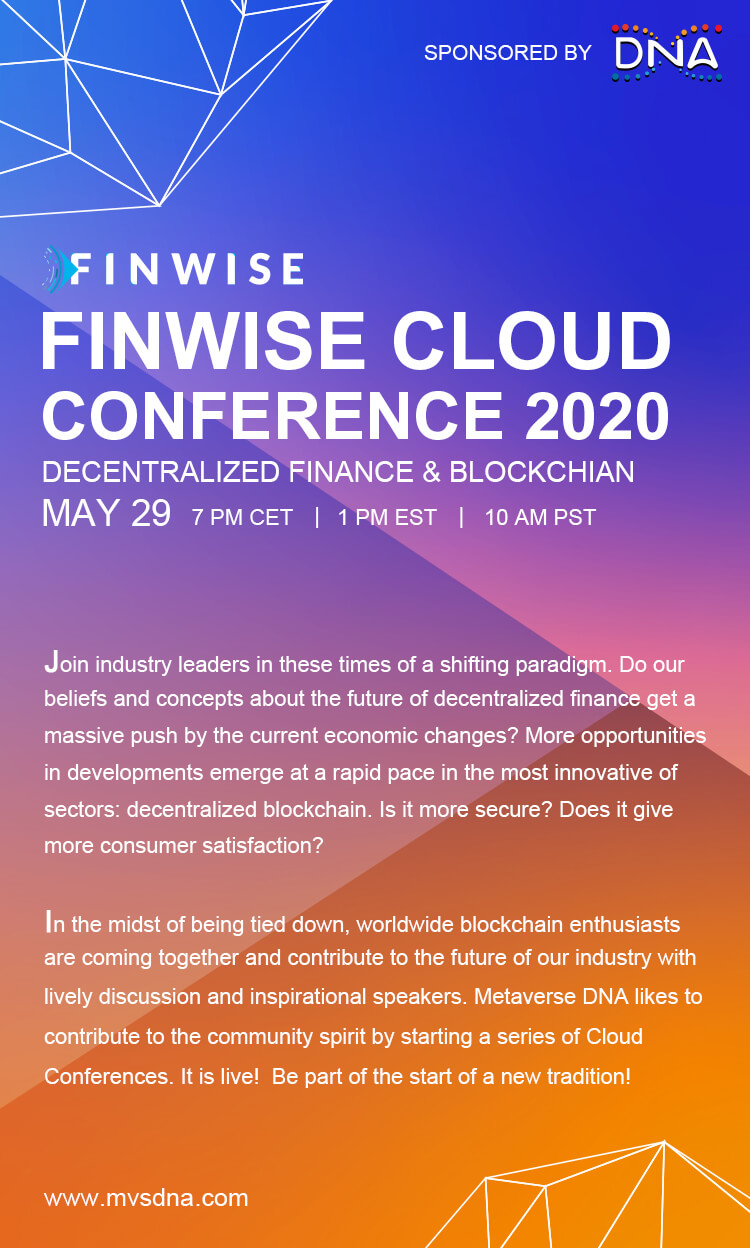 SPONSORED BY DNA
FINWISE
FINWISE CLOUD
CONFERENCE 2020
DECENTRALIZED FINANCE & BLOCKCHIAN
MAY 29 7 PM CET | 1 PM EST | 10 AM PST
Join industry leaders in these times of a shifting paradigm. Do our
beliefs and concepts about the future of decentralized finance get a
massive push by the current economic changes? More opportunities
in developments emerge at a rapid pace in the most innovative of
sectors: decentralized blockchain. Is it more secure? Does it give
more consumer satisfaction?
In the midst of being tied down, worldwide blockchain enthusiasts
are coming together and contribute to the future of our industry with
lively discussion and inspirational speakers. Metaverse DNA likes to
contribute to the community spirit by starting a series of Cloud
Conferences. It is live!  Be part of the start of a new tradition!
www.mvsdna.com